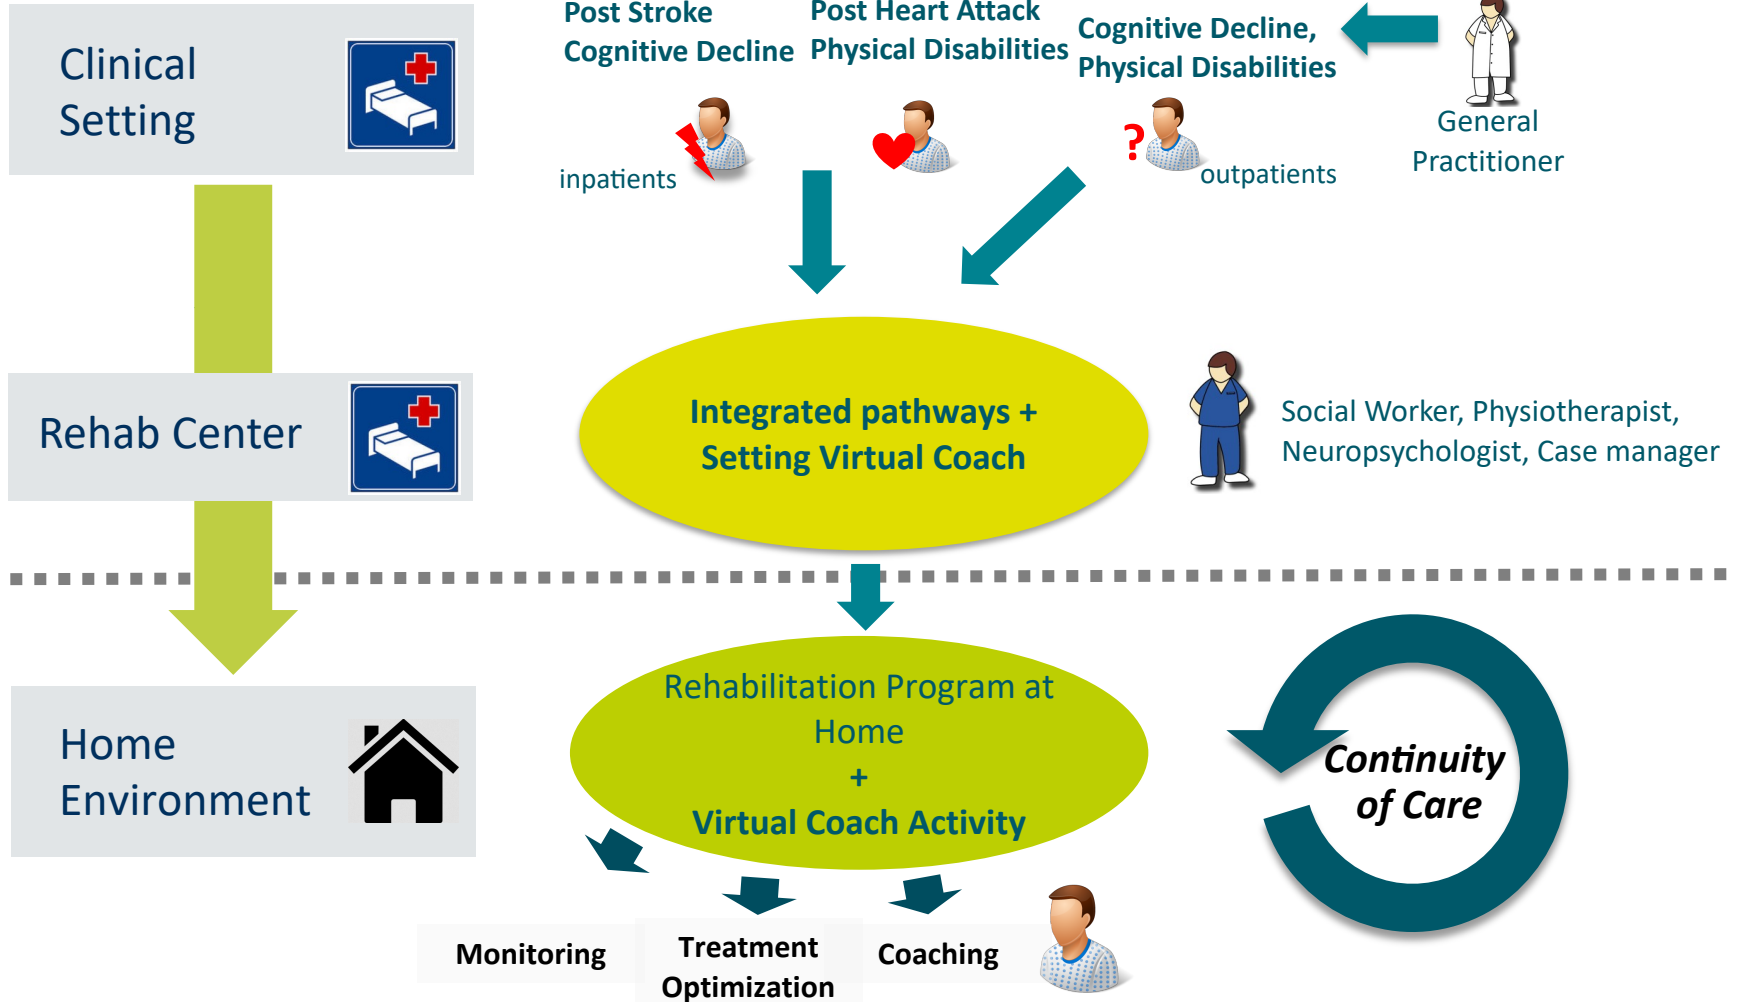 Clinical
Setting
Post Stroke
Cognitive Decline
Post Heart Attack
Physical Disabilities
Cognitive Decline,
Physical Disabilities
General
Practitioner
inpatients
?
outpatients
Rehab Center
Integrated pathways +
Setting Virtual Coach
Social Worker, Physiotherapist,
Neuropsychologist, Case manager
Home
Environment
Rehabilitation Program at
Home
+
Virtual Coach Activity
Continuity
of Care
Monitoring
Treatment
Optimization
Coaching